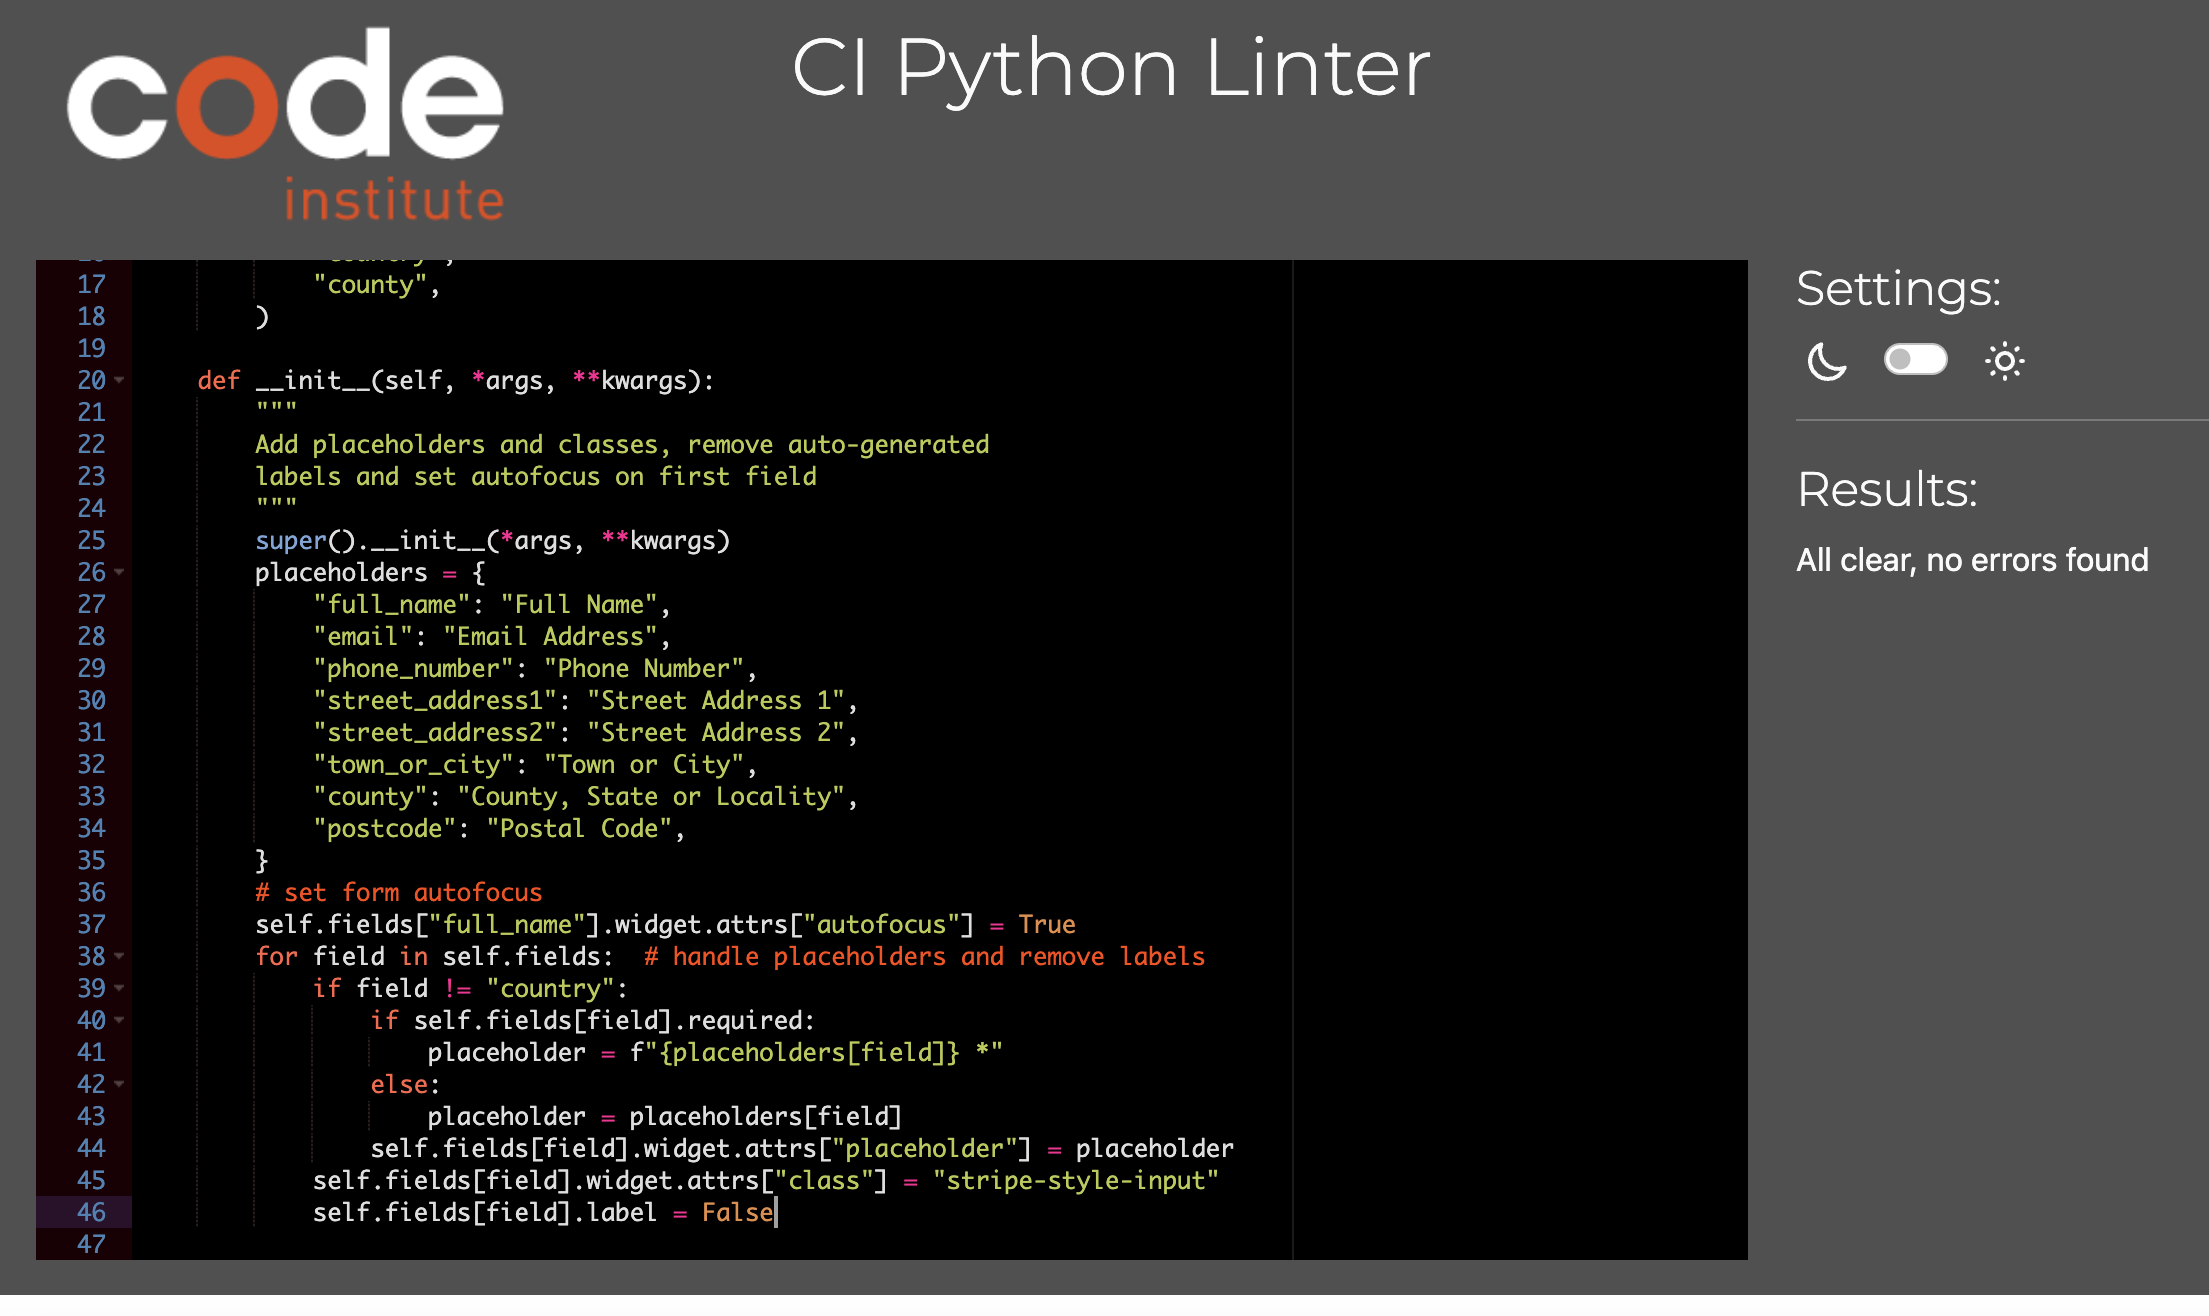 code
institute
CI Python Linter
17 "county",
18 )
19
20 def __init__(self, *args, **kwargs):
21 """
22 Add placeholders and classes, remove auto-generated
23 labels and set autofocus on first field
24 """
25 super().__init__(*args, **kwargs)
26 placeholders = {
27 "full_name": "Full Name",
28 "email": "Email Address",
29 "phone_number": "Phone Number",
30 "street_address1": "Street Address 1",
31 "street_address2": "Street Address 2",
32 "town_or_city": "Town or City",
33 "county": "County, State or Locality",
34 "postcode": "Postal Code",
35 }
36 # set form autofocus
37 self.fields["full_name"].widget.attrs["autofocus"] = True
38 for field in self.fields:  # handle placeholders and remove labels
39 if field != "country":
40 if self.fields[field].required:
41 placeholder = f"{placeholders[field]} *"
42 else:
43 placeholder = placeholders[field]
44 self.fields[field].widget.attrs["placeholder"] = placeholder
45 self.fields[field].widget.attrs["class"] = "stripe-style-input"
46 self.fields[field].label = False
47
Settings:
Results:
All clear, no errors found